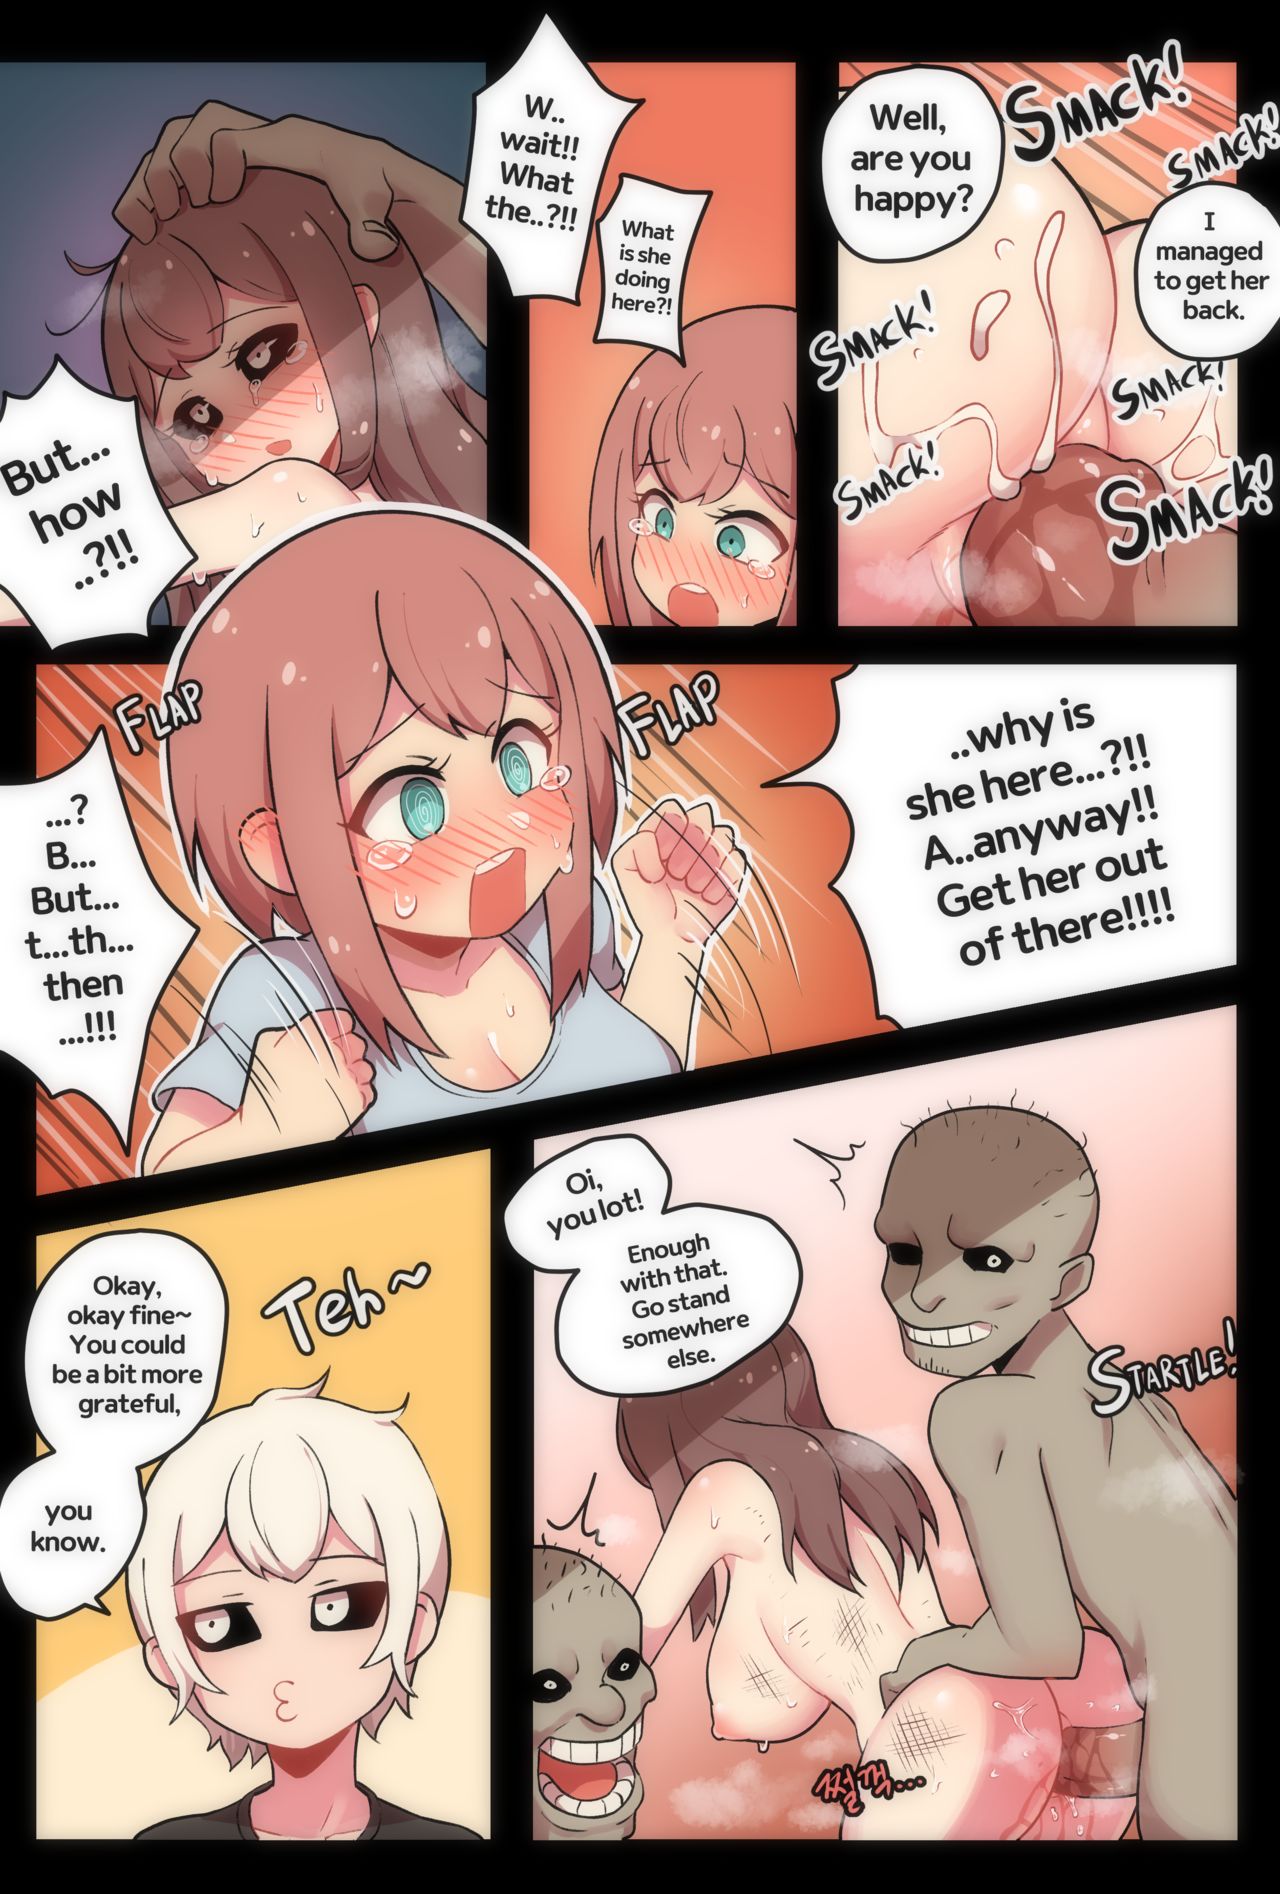 Well,
are you
happy?
SMACK!
SMACK!
I
managed
to get her
back.
SMACK!
SMACK!
SMACK!
SMACK!
W..
wait!!
What
the..?!!
What
is she
doing
here?!
But...
how
..?!!
FLAP
FLAP
...?
B...
But...
t...th...
then
...!!!
..why is
she here...?!!
A..anyway!!
Get her out
of there!!!!
Okay,
okay fine~
You could
be a bit more
grateful,
you
know.
Teh~
Oi,
you lot!
Enough
with that.
Go stand
somewhere
else.
STARTLE!
쩔꺽...